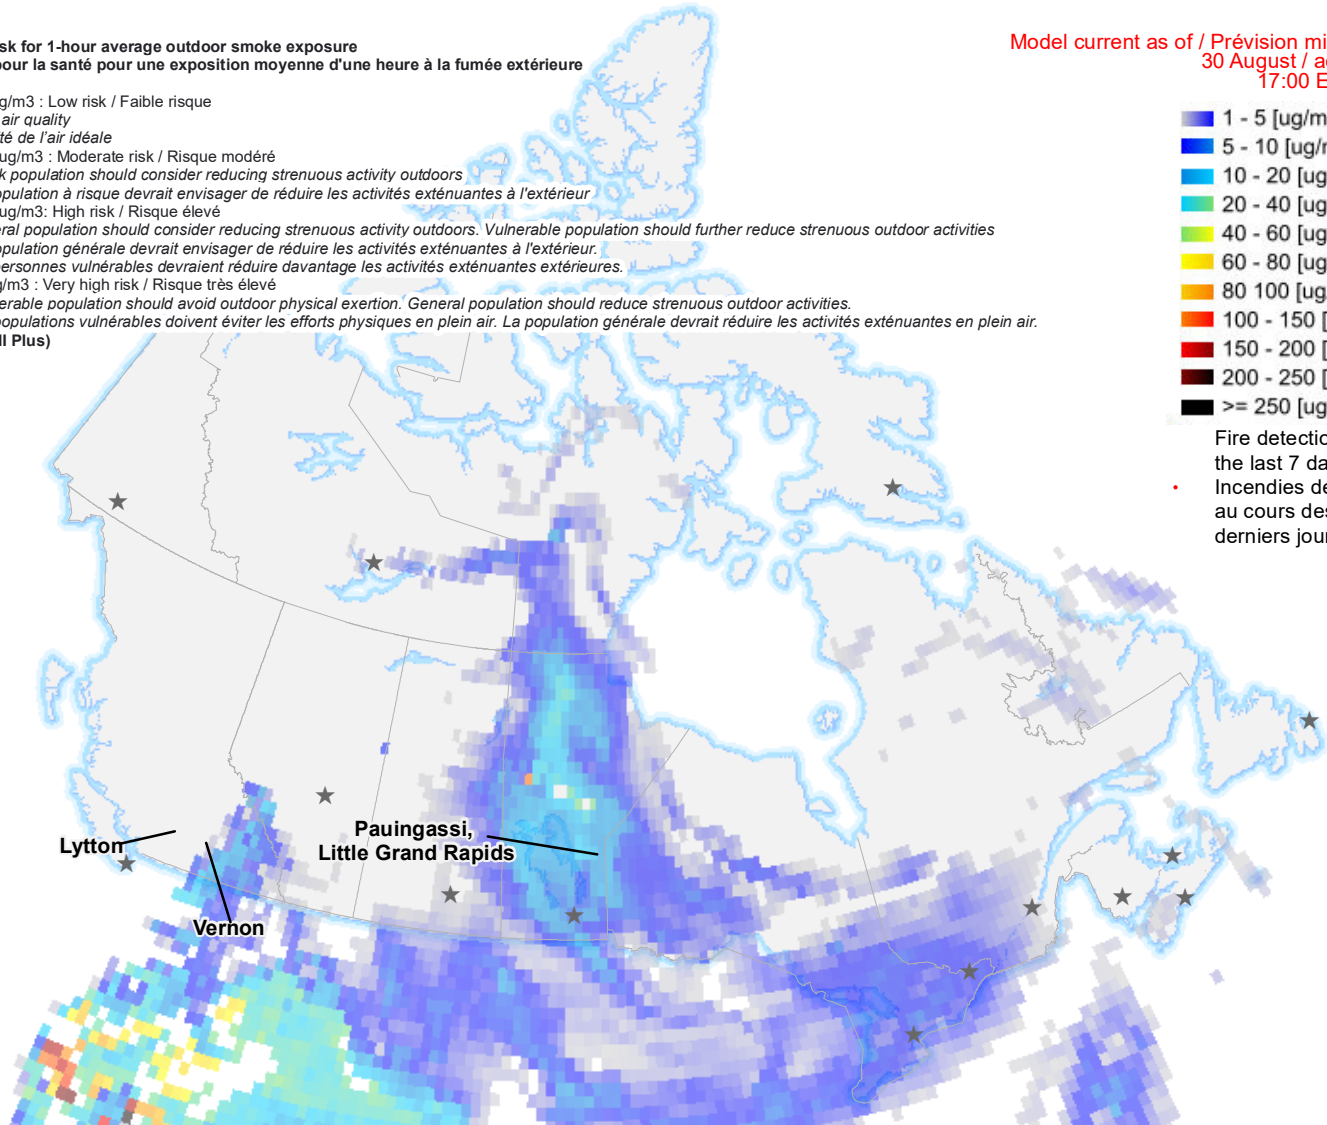 sk for 1-hour average outdoor smoke exposure
pour la santé pour une exposition moyenne d'une heure à la fumée extérieure
g/m3 : Low risk / Faible risque
air quality
té de l'air idéale
ug/m3 : Moderate risk / Risque modéré
k population should consider reducing strenuous activity outdoors
opulation à risque devrait envisager de réduire les activités exténuantes à l'extérieur
ug/m3: High risk / Risque élevé
eral population should consider reducing strenuous activity outdoors. Vulnerable population should further reduce strenuous outdoor activities
opulation générale devrait envisager de réduire les activités exténuantes à l'extérieur.
personnes vulnérables devraient réduire davantage les activités exténuantes extérieures.
g/m3 : Very high risk / Risque très élevé
erable population should avoid outdoor physical exertion. General population should reduce strenuous outdoor activities.
populations vulnérables doivent éviter les efforts physiques en plein air. La population générale devrait réduire les activités exténuantes en plein air.
ll Plus)
Model current as of / Prévision mi
30 August / a
17:00 E
1 - 5 [ug/m
5 - 10 [ug/
10 - 20 [ug
20 - 40 [ug
40 - 60 [ug
60 - 80 [ug
80 100 [ug
100 - 150 [
150 - 200 [
200 - 250 [
>= 250 [ug
Fire detectio
the last 7 da
Incendies dé
au cours des
derniers jour
Lytton
Vernon
Pauingassi,
Little Grand Rapids